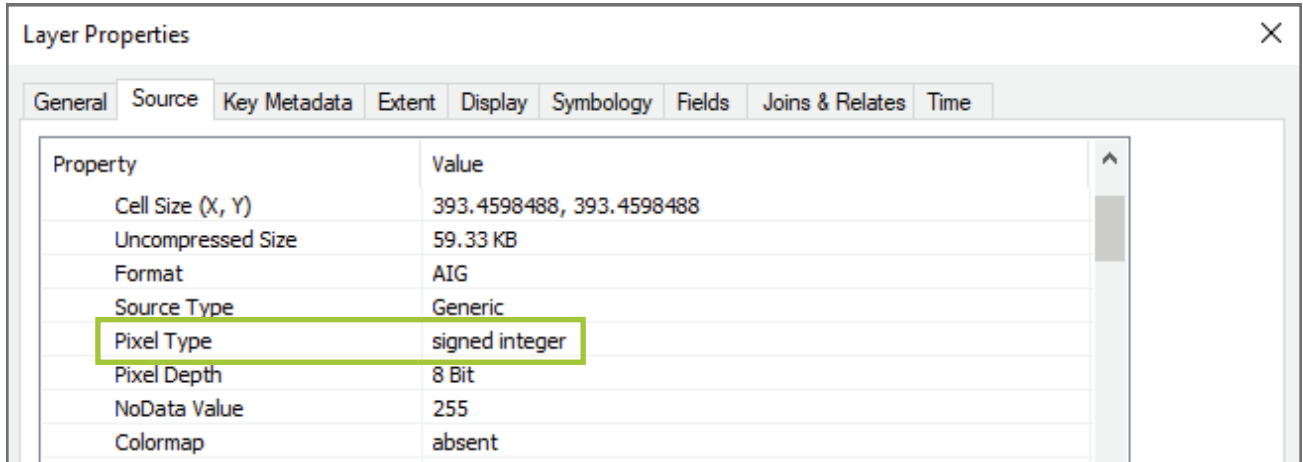 Layer Properties
General Source Key Metadata Extent Display Symbology Fields Joins & Relates Time
Property Value
Cell Size (X, Y) 393.4598488, 393.4598488
Uncompressed Size 59.33 KB
Format AIG
Source Type Generic
Pixel Type signed integer
Pixel Depth 8 Bit
NoData Value 255
Colormap absent